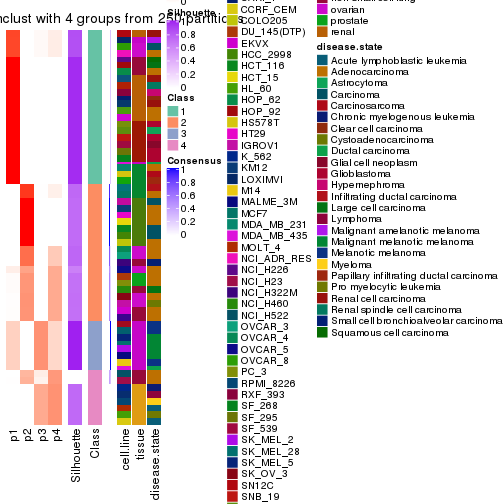 nclust with 4 groups from 250 partitions
p1
p2
p3
p4
Silhouette
Class
cell.line
tissue
disease.state
Silhouette
1
0.8
0.6
0.4
0.2
0
Class
1
2
3
4
Consensus
1
0.8
0.6
0.4
0.2
0
CCRF_CEM
COLO205
DU_145(DTP)
EKVX
HCC_2998
HCT_116
HCT_15
HL_60
HOP_62
HOP_92
HS578T
HT29
IGROV1
K_562
KM12
LOXIMVI
M14
MALME_3M
MCF7
MDA_MB_231
MDA_MB_435
MOLT_4
NCI_ADR_RES
NCI_H226
NCI_H23
NCI_H322M
NCI_H460
NCI_H522
OVCAR_3
OVCAR_4
OVCAR_5
OVCAR_8
PC_3
RPMI_8226
RXF_393
SF_268
SF_295
SF_539
SK_MEL_2
SK_MEL_28
SK_MEL_5
SK_OV_3
SN12C
SNB_19
ovarian
prostate
renal
disease.state
Acute lymphoblastic leukemia
Adenocarcinoma
Astrocytoma
Carcinoma
Carcinosarcoma
Chronic myelogenous leukemia
Clear cell carcinoma
Cystoadenocarcinoma
Ductal carcinoma
Glial cell neoplasm
Glioblastoma
Hypernephroma
Infiltrating ductal carcinoma
Large cell carcinoma
Lymphoma
Malignant amelanotic melanoma
Malignant melanotic melanoma
Melanotic melanoma
Myeloma
Papillary infiltrating ductal carcinoma
Pro myelocytic leukemia
Renal cell carcinoma
Renal spindle cell carcinoma
Small cell bronchioalveolar carcinoma
Squamous cell carcinoma